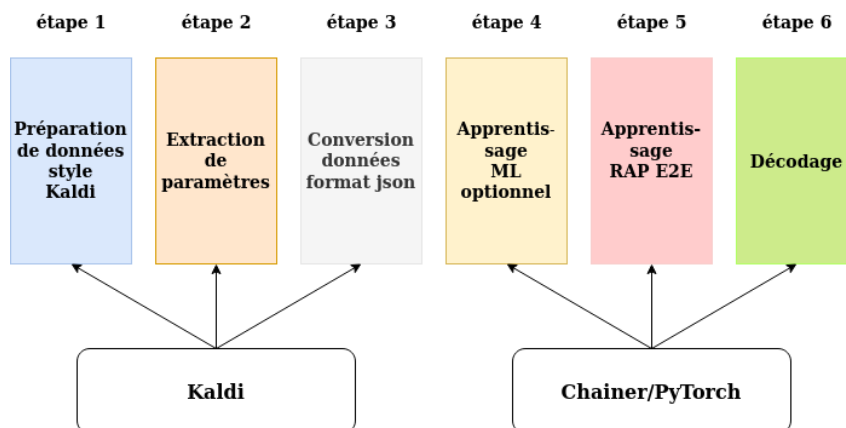 étape 1
étape 2
étape 3
étape 4
étape 5
étape 6
Préparation
de données
style
Kaldi
Extraction
de
paramètres
Conversion
données
format json
Apprentis-
sage
ML
optionnel
Apprentis-
sage
RAP E2E
Décodage
Kaldi
Chainer/PyTorch